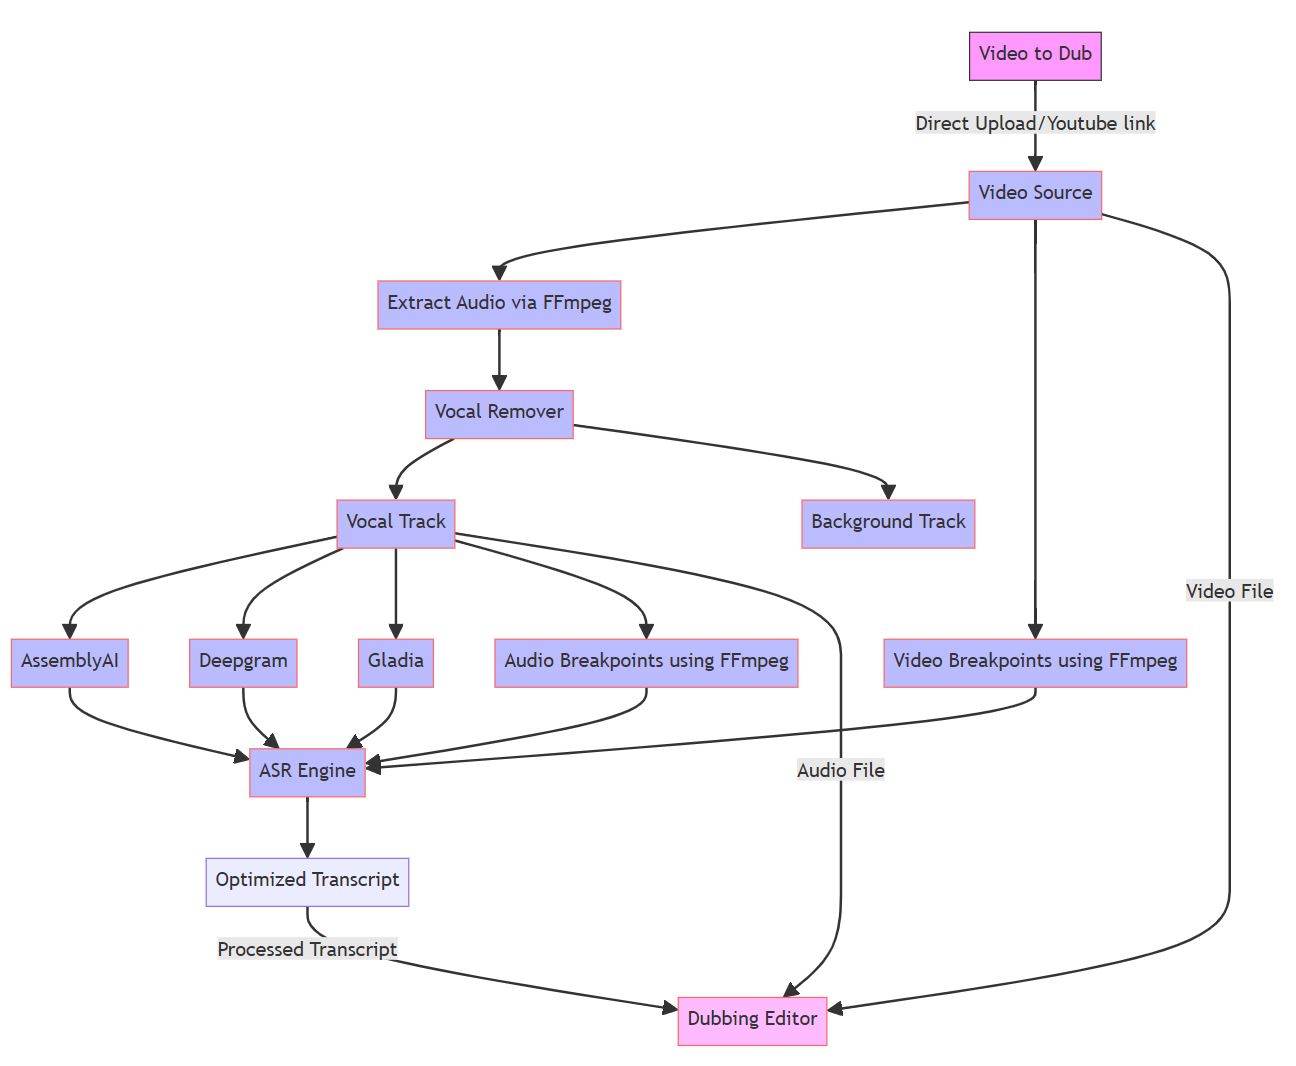 Video to Dub
Direct Upload/Youtube link
Video Source
Extract Audio via FFmpeg
Vocal Remover
Vocal Track
Background Track
Video File
AssemblyAI
Deepgram
Gladia
Audio Breakpoints using FFmpeg
Video Breakpoints using FFmpeg
ASR Engine
Audio File
Optimized Transcript
Processed Transcript
Dubbing Editor